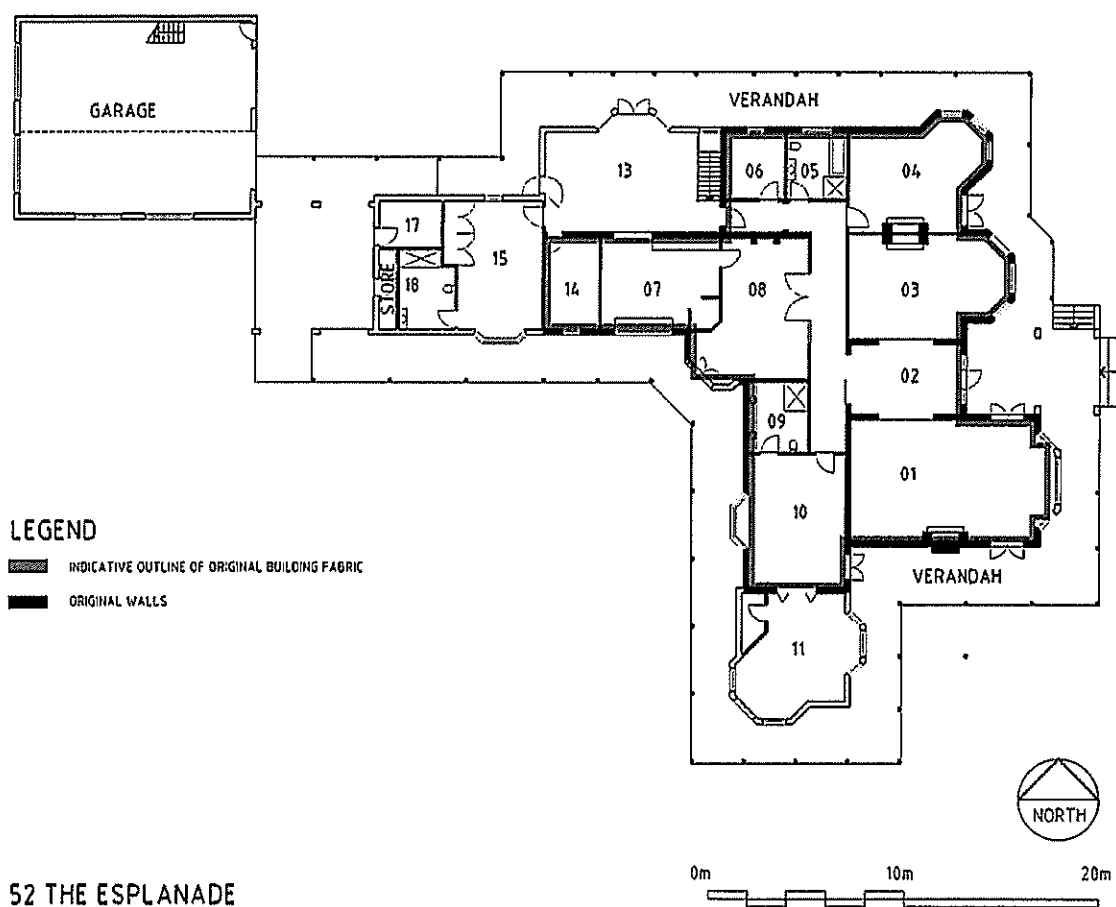 GARAGE
VERANDAH
13
06
05
04
17
15
14
07
08
03
18
STORE
02
09
01
10
11
VERANDAH
LEGEND
INDICATIVE OUTLINE OF ORIGINAL BUILDING FABRIC
ORIGINAL WALLS
NORTH
52 THE ESPLANADE
0m 10m 20m